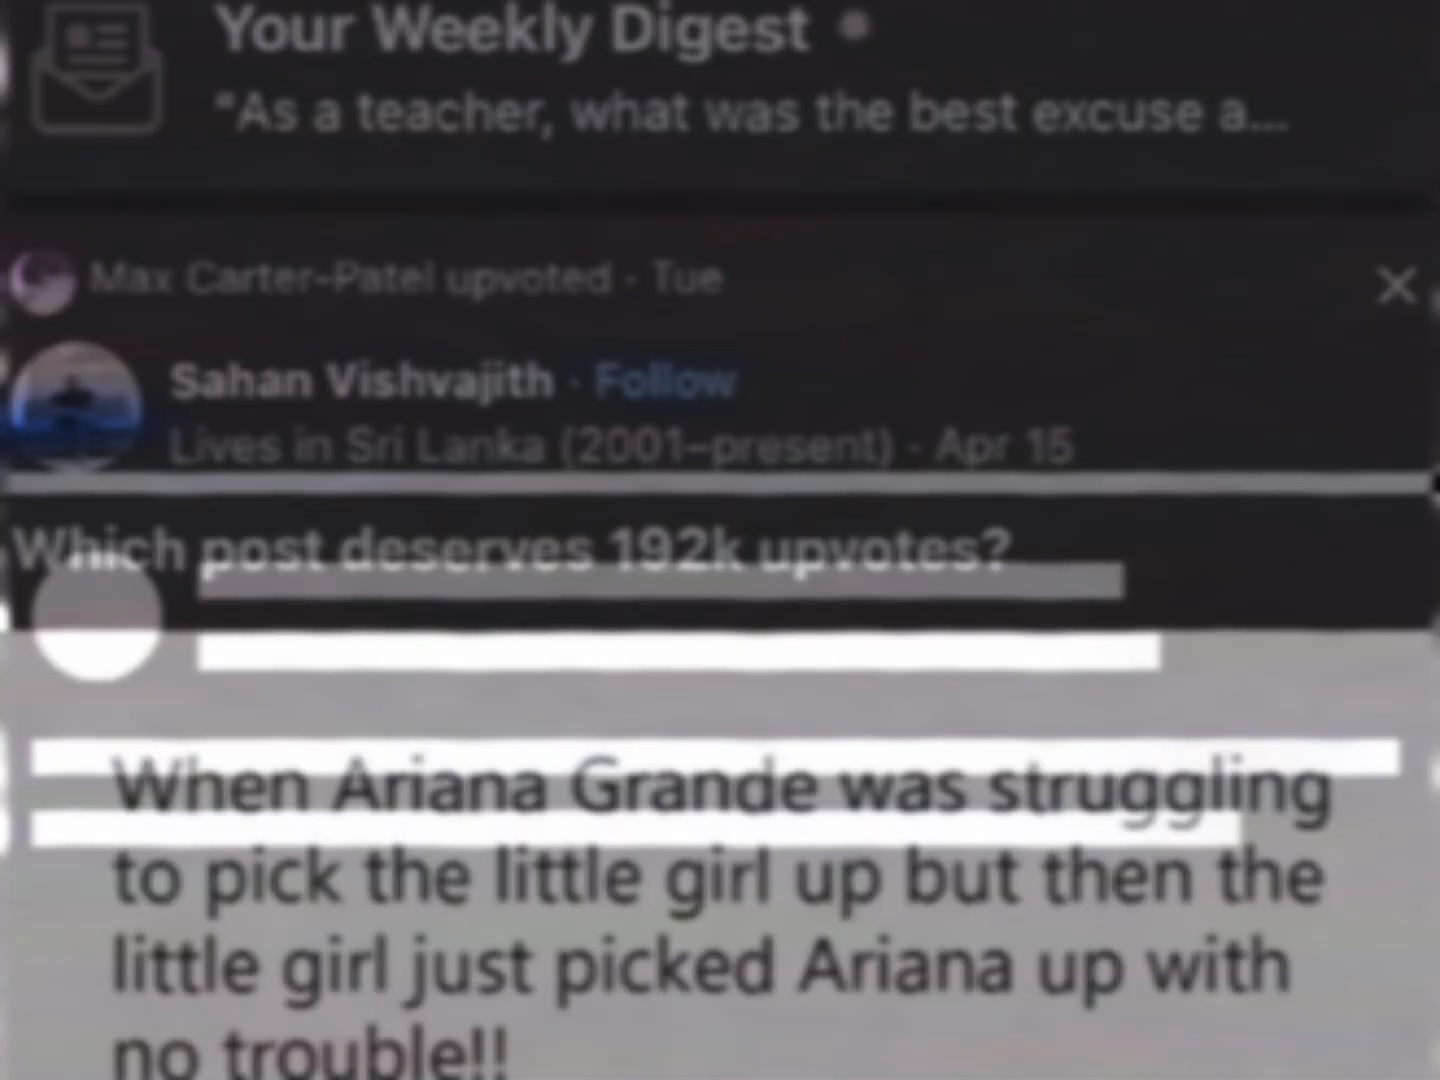 Your Weekly Digest
"As a teacher, what was the best excuse a...
Max Carter-Patel upvoted · Tue
Sahan Vishvajith · Follow
Lives in Sri Lanka (2001–present) · Apr 15
Which post deserves 192k upvotes?
When Ariana Grande was struggling
to pick the little girl up but then the
little girl just picked Ariana up with
no trouble!!